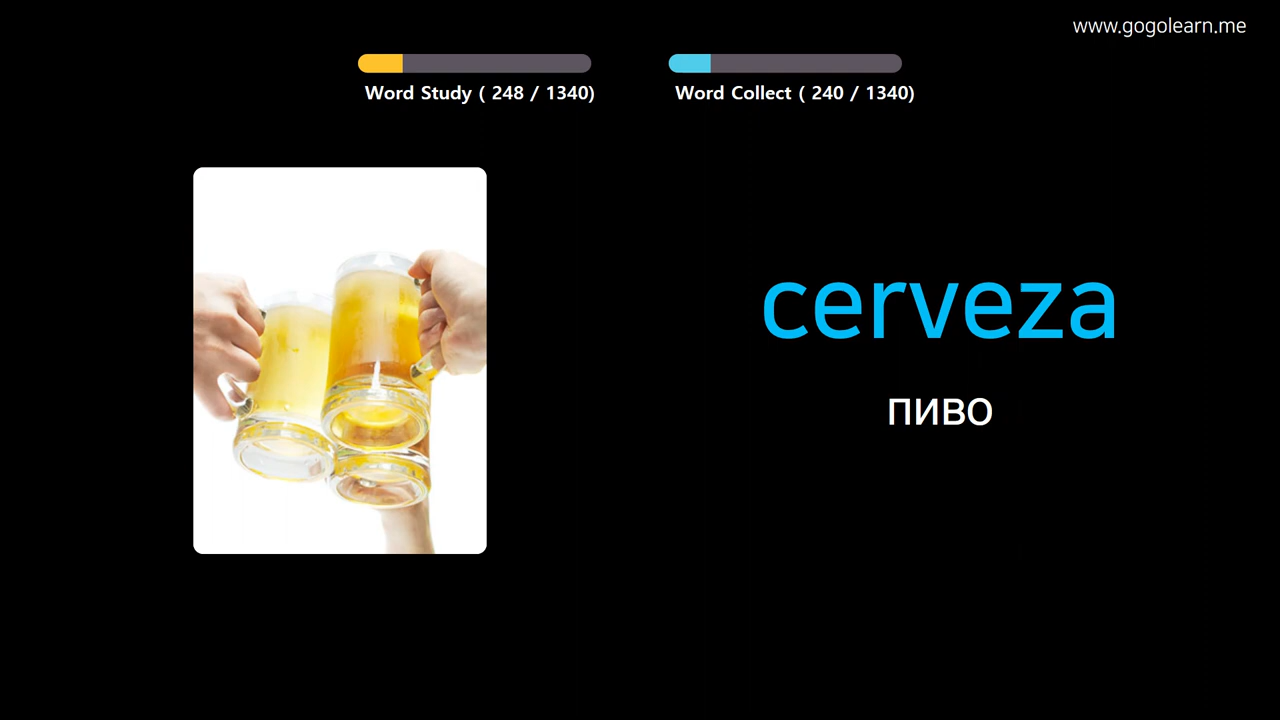 www.gogolearn.me
Word Study ( 248 / 1340)
Word Collect ( 240 / 1340)
cerveza
пиво